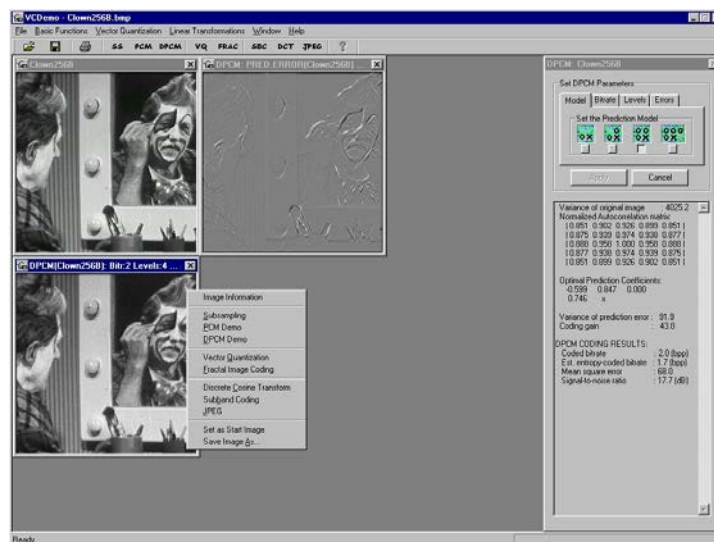 VCDemo - Clown256B.bmp
File Basic Functions Vector Quantization Linear Transformations Window Help
SS PCM DPCM VQ FRAC SBC DCT JPEG ?
Clown256B
DPCM: PRED.ERROR(Clown256B) ...
DPCM: Clown256B
Set DPCM Parameters
Model Bitrate Levels Errors
Set the Prediction Model
Apply Cancel
Variance of original image : 4025.2
Normalized Autocorrelation matrix
| 0.851 0.902 0.926 0.899 0.851 |
| 0.875 0.939 0.974 0.938 0.877 |
| 0.888 0.958 1.000 0.958 0.888 |
| 0.877 0.938 0.974 0.939 0.875 |
| 0.851 0.899 0.926 0.902 0.851 |
Optimal Prediction Coefficients:
-0.599 0.847 0.000
0.746 x
Variance of prediction error : 91.9
Coding gain : 43.8
DPCM CODING RESULTS:
Coded bitrate : 2.0 (bpp)
Est. entropy-coded bitrate : 1.7 (bpp)
Mean square error : 68.0
Signal-to-noise ratio : 17.7 (dB)
DPCM(Clown256B): Bitr:2 Levels:4 ...
Image Information
Subsampling
PCM Demo
DPCM Demo
Vector Quantization
Fractal Image Coding
Discrete Cosine Transform
Subband Coding
JPEG
Set as Start Image
Save Image As...
Ready